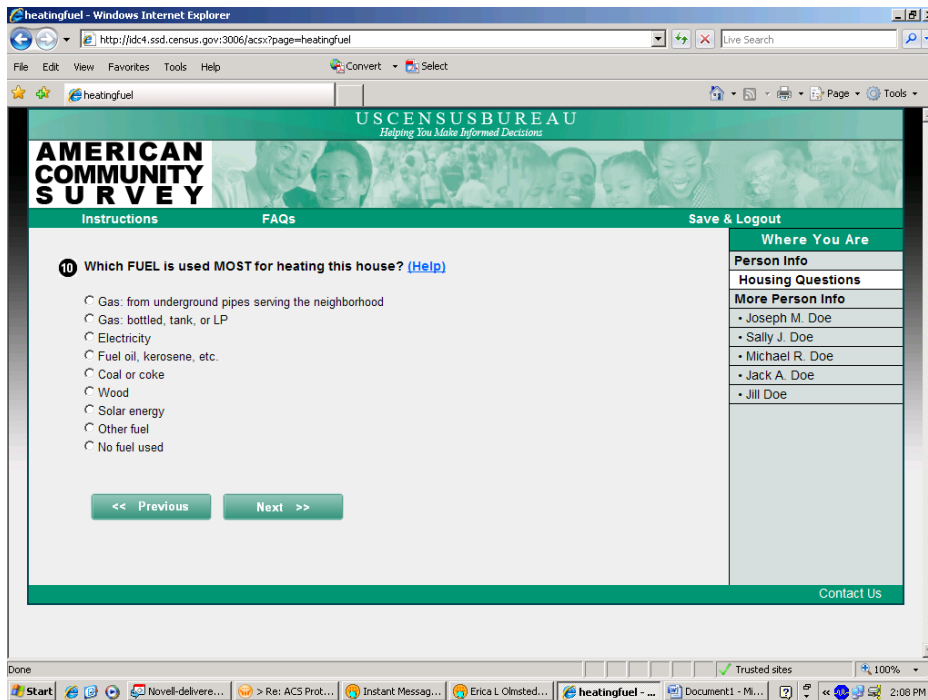 heatingfuel - Windows Internet Explorer
http://idc4.ssd.census.gov:3006/acsx?page=heatingfuel
Live Search
File Edit View Favorites Tools Help Convert Select
heatingfuel Page Tools
USCENSUSBUREAU
Helping You Make Informed Decisions
AMERICAN
COMMUNITY
SURVEY
Instructions FAQs Save & Logout
Where You Are
Person Info
Housing Questions
More Person Info
• Joseph M. Doe
• Sally J. Doe
• Michael R. Doe
• Jack A. Doe
• Jill Doe
10 Which FUEL is used MOST for heating this house? (Help)
Gas: from underground pipes serving the neighborhood
Gas: bottled, tank, or LP
Electricity
Fuel oil, kerosene, etc.
Coal or coke
Wood
Solar energy
Other fuel
No fuel used
<< Previous Next >>
Contact Us
Done Trusted sites 100%
Start Novell-delivere... > Re: ACS Prot... Instant Messag... Erica L Olmsted... heatingfuel - ... Document1 - Mi... 2:08 PM